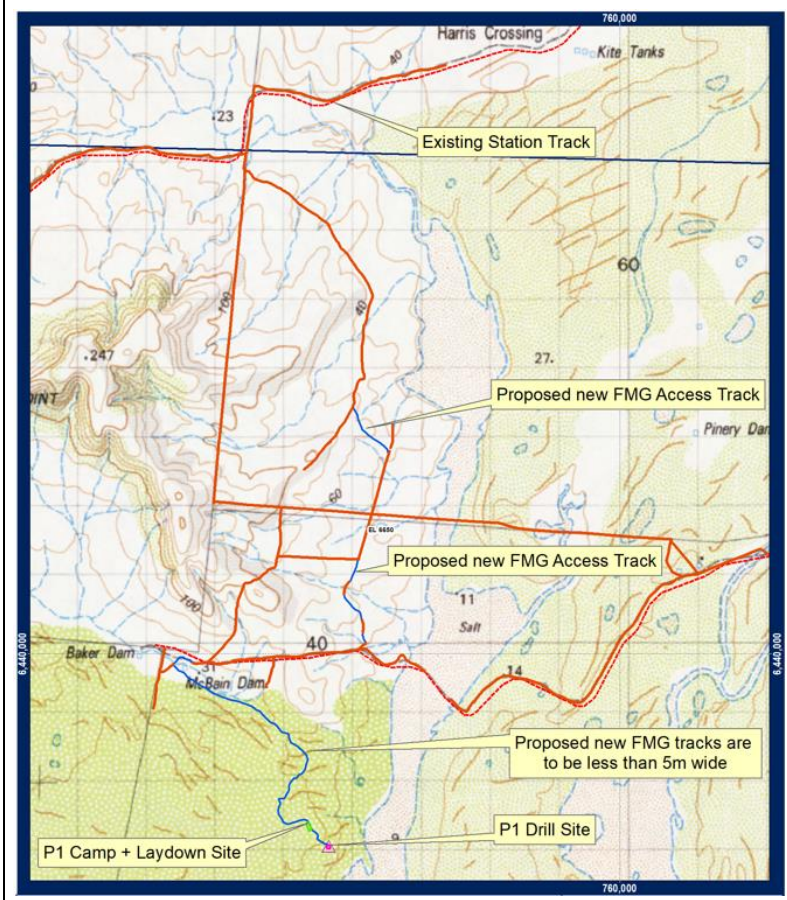 760,000
Harris Crossing
40
Kite Tanks
.23
Existing Station Track
60
100
40
.247
27.
OINT
Proposed new FMG Access Track
Pinery Dam
60
EL 6650
Proposed new FMG Access Track
100
11
Salt
40
6,440,000
6,440,000
Baker Dam
.31
McBain Dam
14
Proposed new FMG tracks are
to be less than 5m wide
P1 Drill Site
9
P1 Camp + Laydown Site
760,000